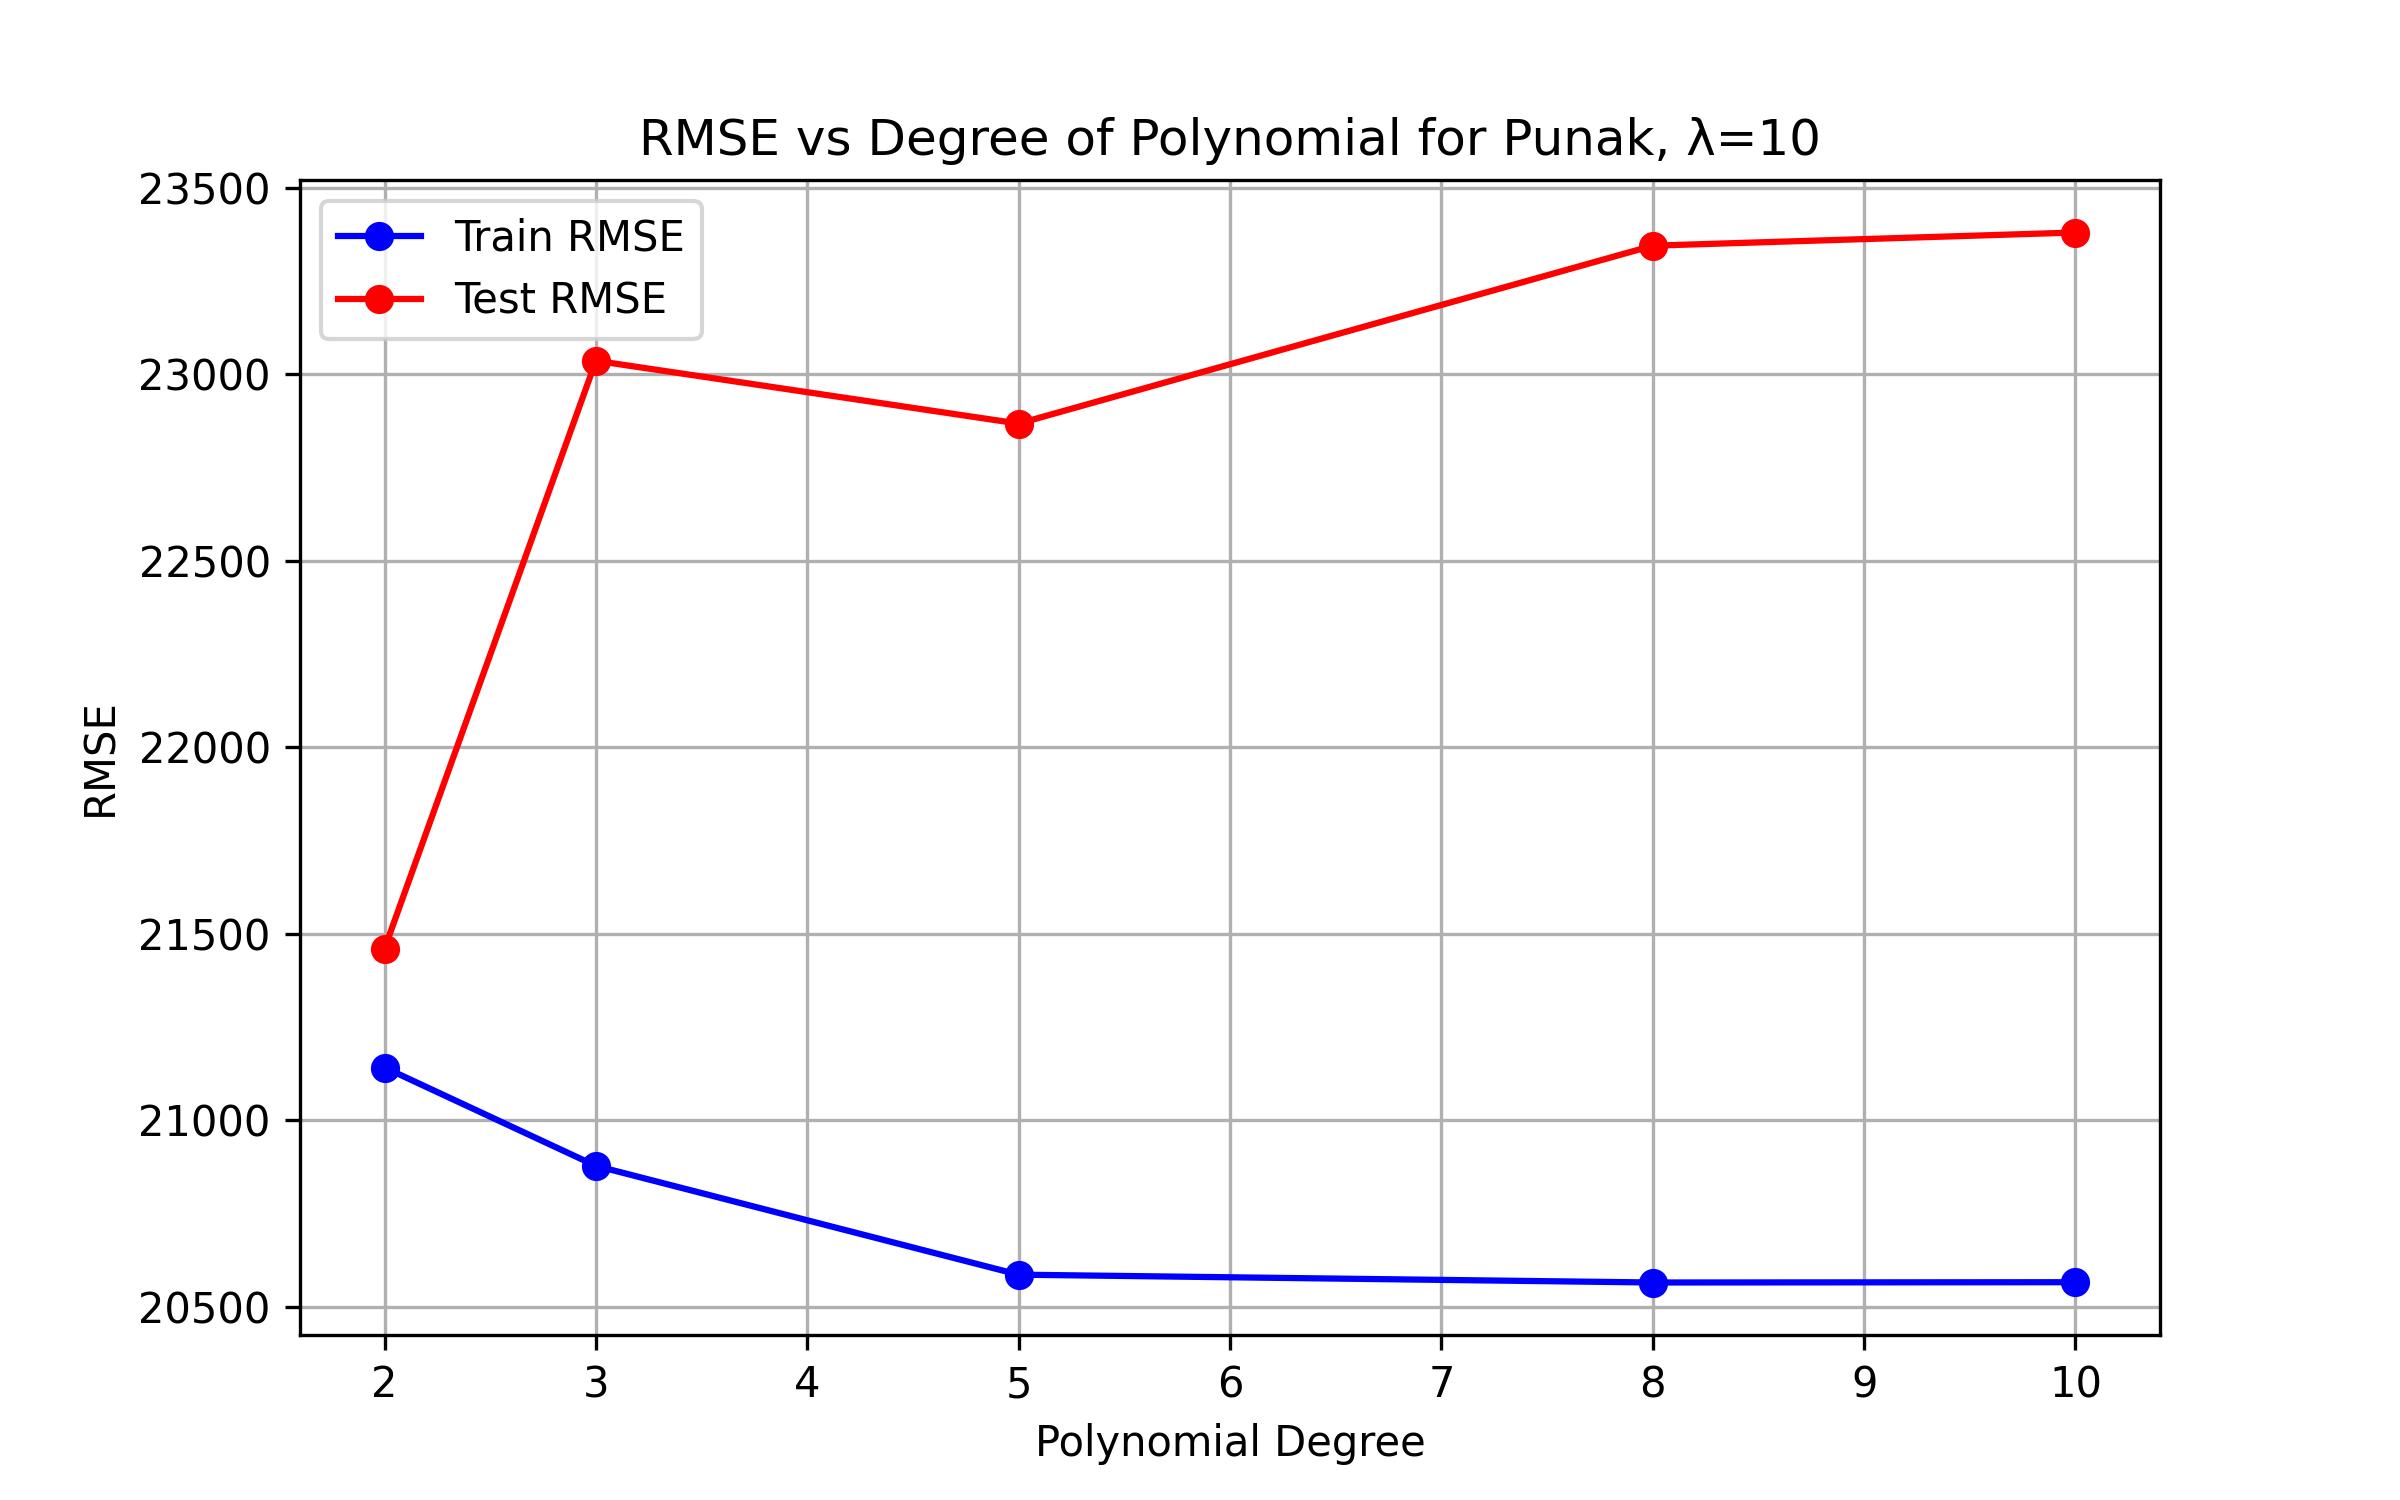 RMSE vs Degree of Polynomial for Punak, λ=10
23500
23000
22500
22000
21500
21000
20500
RMSE
Train RMSE
Test RMSE
2 3 4 5 6 7 8 9 10
Polynomial Degree